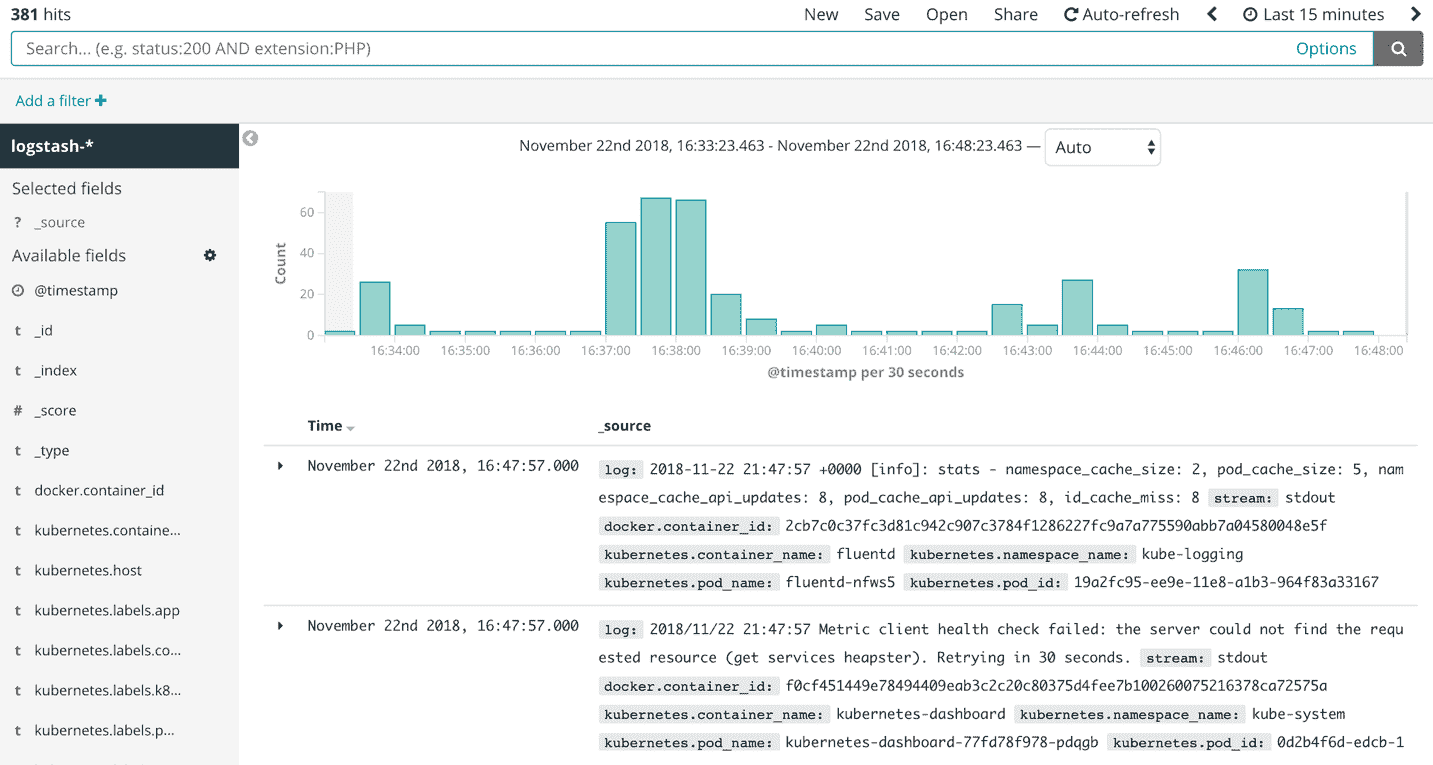 381 hits New Save Open Share Auto-refresh Last 15 minutes
Search... (e.g. status:200 AND extension:PHP) Options
Add a filter
logstash-*
Selected fields
? _source
Available fields
@timestamp
t _id
t _index
# _score
t _type
t docker.container_id
t kubernetes.containe...
t kubernetes.host
t kubernetes.labels.app
t kubernetes.labels.co...
t kubernetes.labels.k8...
t kubernetes.labels.p...
November 22nd 2018, 16:33:23.463 - November 22nd 2018, 16:48:23.463 — Auto
Count
60
40
20
0
16:34:00 16:35:00 16:36:00 16:37:00 16:38:00 16:39:00 16:40:00 16:41:00 16:42:00 16:43:00 16:44:00 16:45:00 16:46:00 16:47:00 16:48:00
@timestamp per 30 seconds
Time _source
November 22nd 2018, 16:47:57.000 log: 2018-11-22 21:47:57 +0000 [info]: stats - namespace_cache_size: 2, pod_cache_size: 5, nam
espace_cache_api_updates: 8, pod_cache_api_updates: 8, id_cache_miss: 8 stream: stdout
docker.container_id: 2cb7c0c37fc3d81c942c907c3784f1286227fc9a7a775590abb7a04580048e5f
kubernetes.container_name: fluentd kubernetes.namespace_name: kube-logging
kubernetes.pod_name: fluentd-nfws5 kubernetes.pod_id: 19a2fc95-ee9e-11e8-a1b3-964f83a33167
November 22nd 2018, 16:47:57.000 log: 2018/11/22 21:47:57 Metric client health check failed: the server could not find the requ
ested resource (get services heapster). Retrying in 30 seconds. stream: stdout
docker.container_id: f0cf451449e78494409eab3c2c20c80375d4fee7b100260075216378ca72575a
kubernetes.container_name: kubernetes-dashboard kubernetes.namespace_name: kube-system
kubernetes.pod_name: kubernetes-dashboard-77fd78f978-pdqgb kubernetes.pod_id: 0d2b4f6d-edcb-1